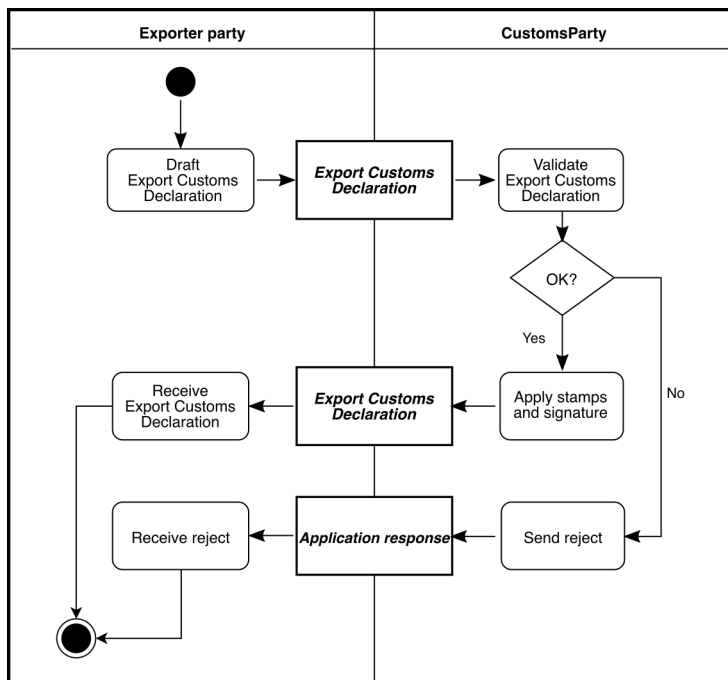 Exporter party
CustomsParty
Draft
Export Customs
Declaration
Export Customs
Declaration
Validate
Export Customs
Declaration
OK?
Yes
No
Receive
Export Customs
Declaration
Export Customs
Declaration
Apply stamps
and signature
Receive reject
Application response
Send reject